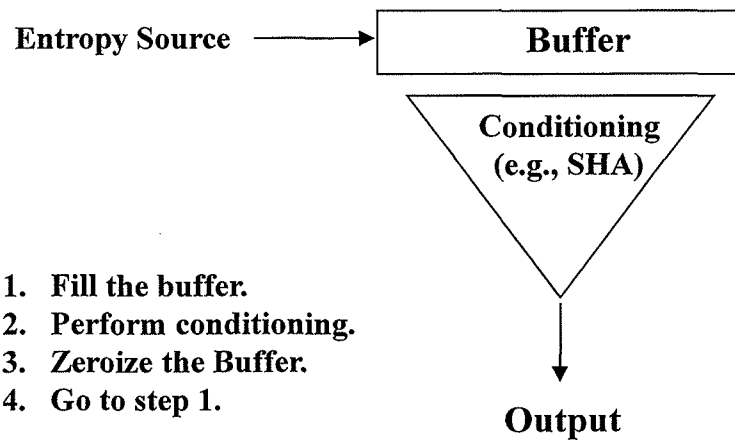 Entropy Source
Buffer
Conditioning
(e.g., SHA)
1. Fill the buffer.
2. Perform conditioning.
3. Zeroize the Buffer.
4. Go to step 1.
Output